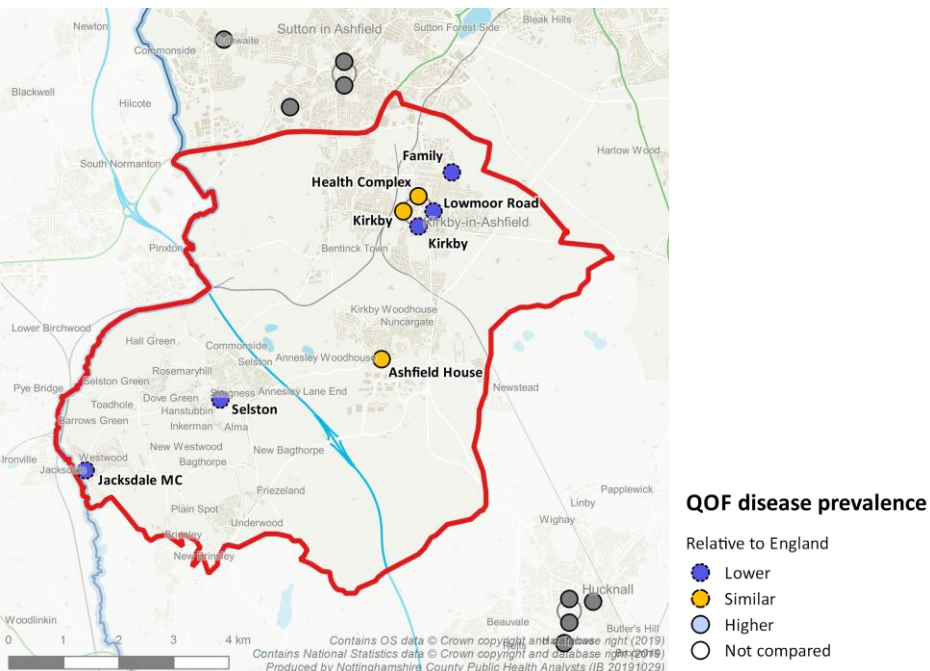 Newton
Sutton in Ashfield
Sutton Forest Side
Bleak Hills
Commonside
Blackwell
Hilcote
Harlow Wood
South Normanton
Family
Health Complex
Lowmoor Road
Kirkby
Kirkby-in-Ashfield
Kirkby
Bentinck Town
Pinxton
Kirkby Woodhouse
Nuncargate
Lower Birchwood
Hall Green
Commonside
Selston
Annesley Woodhouse
Rosemaryhill
Ashfield House
Pye Bridge
Selston Green
Dove Green
Annesley Lane End
Newstead
Toadhole
Hanstubbin
Selston
Barrows Green
Inkerman
Alma
New Westwood
New Bagthorpe
Ironville
Westwood
Bagthorpe
Jacksdale MC
Friezeland
Papplewick
Linby
Plain Spot
Underwood
Wighay
Brinsley
New Brinsley
Hucknall
Woodlinkin
Beauvale
Butler's Hill
0 1 2 3 4 km
Contains OS data © Crown copyright and database right (2019)
Contains National Statistics data © Crown copyright and database right (2019)
Produced by Nottinghamshire County Public Health Analysts (IB 20191029)
QOF disease prevalence
Relative to England
Lower
Similar
Higher
Not compared